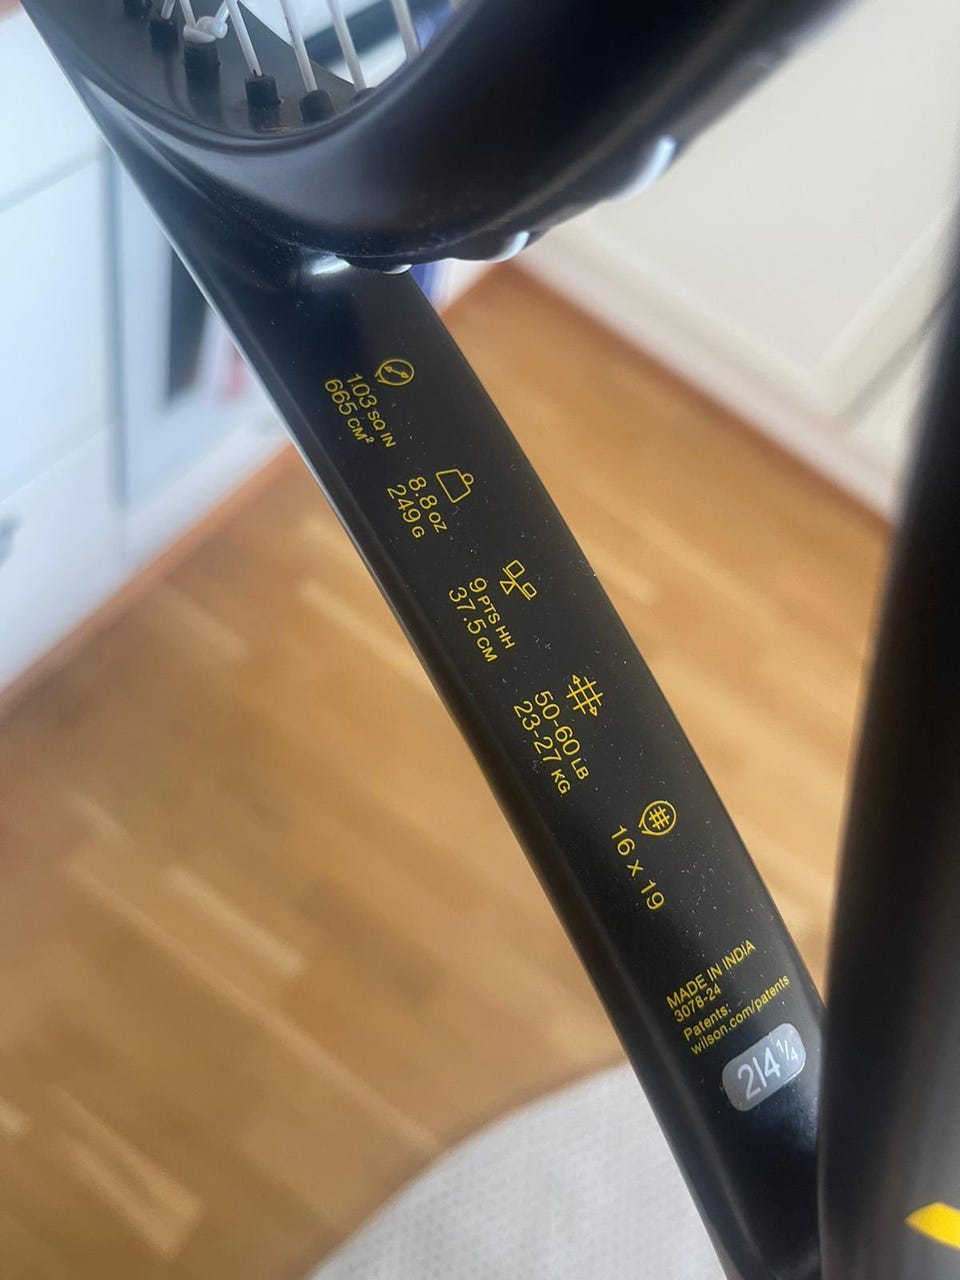 103 SQ IN
665 CM²
8.8 OZ
249 G
9 PTS HH
37.5 CM
50-60 LB
23-27 KG
16 x 19
MADE IN INDIA
3078-24
Patents:
wilson.com/patents
2|4 ¼